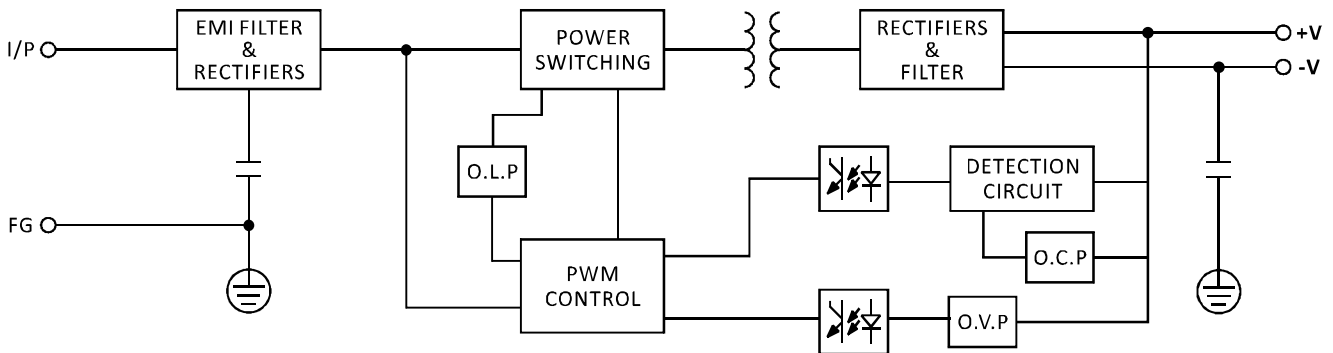 I/P
EMI FILTER
&
RECTIFIERS
POWER
SWITCHING
RECTIFIERS
&
FILTER
+V
-V
O.L.P
DETECTION
CIRCUIT
FG
PWM
CONTROL
O.C.P
O.V.P